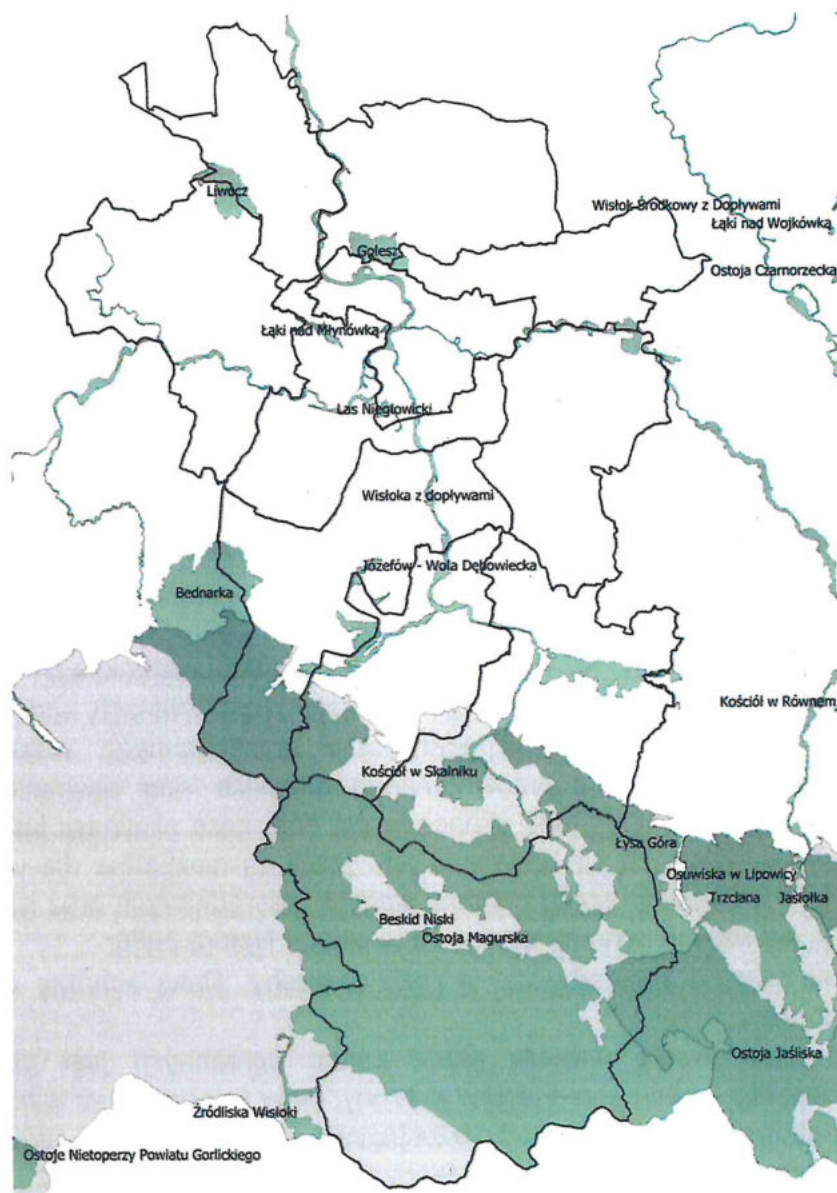 Liwocz
Wisłok Środkowy z Dopływami
Łąki nad Wojkówką
Golesz
Ostoja Czarnorzecka
Łąki nad Młynówką
Las Niegłowicki
Wisłoka z dopływami
Józefów - Wola Dębowiecka
Bednarka
Kościół w Równem
Kościół w Skalniku
Łysa Góra
Osuwiska w Lipowicy
Trzciana
Jasiołka
Beskid Niski
Ostoja Magurska
Ostoja Jaśliska
Źródliska Wisłoki
Ostoje Nietoperzy Powiatu Gorlickiego